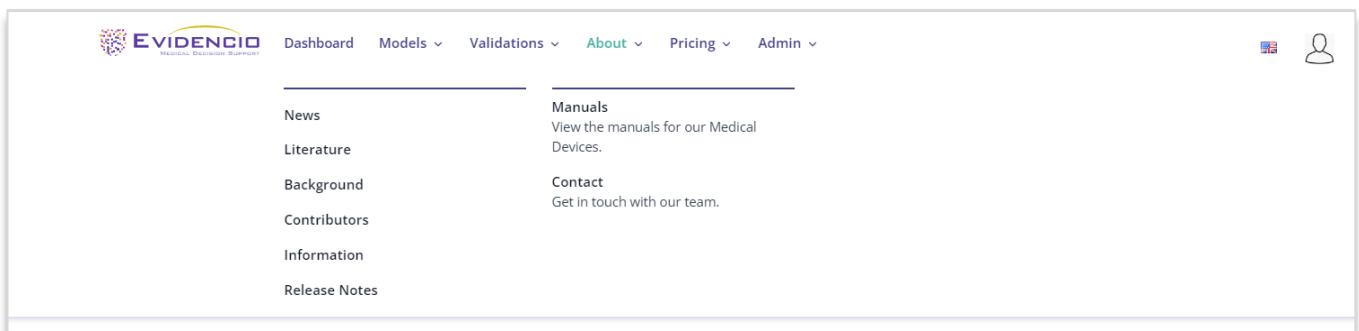 EVIDENCIO
MEDICAL DECISION SUPPORT
Dashboard Models Validations About Pricing Admin
News
Literature
Background
Contributors
Information
Release Notes
Manuals
View the manuals for our Medical
Devices.
Contact
Get in touch with our team.